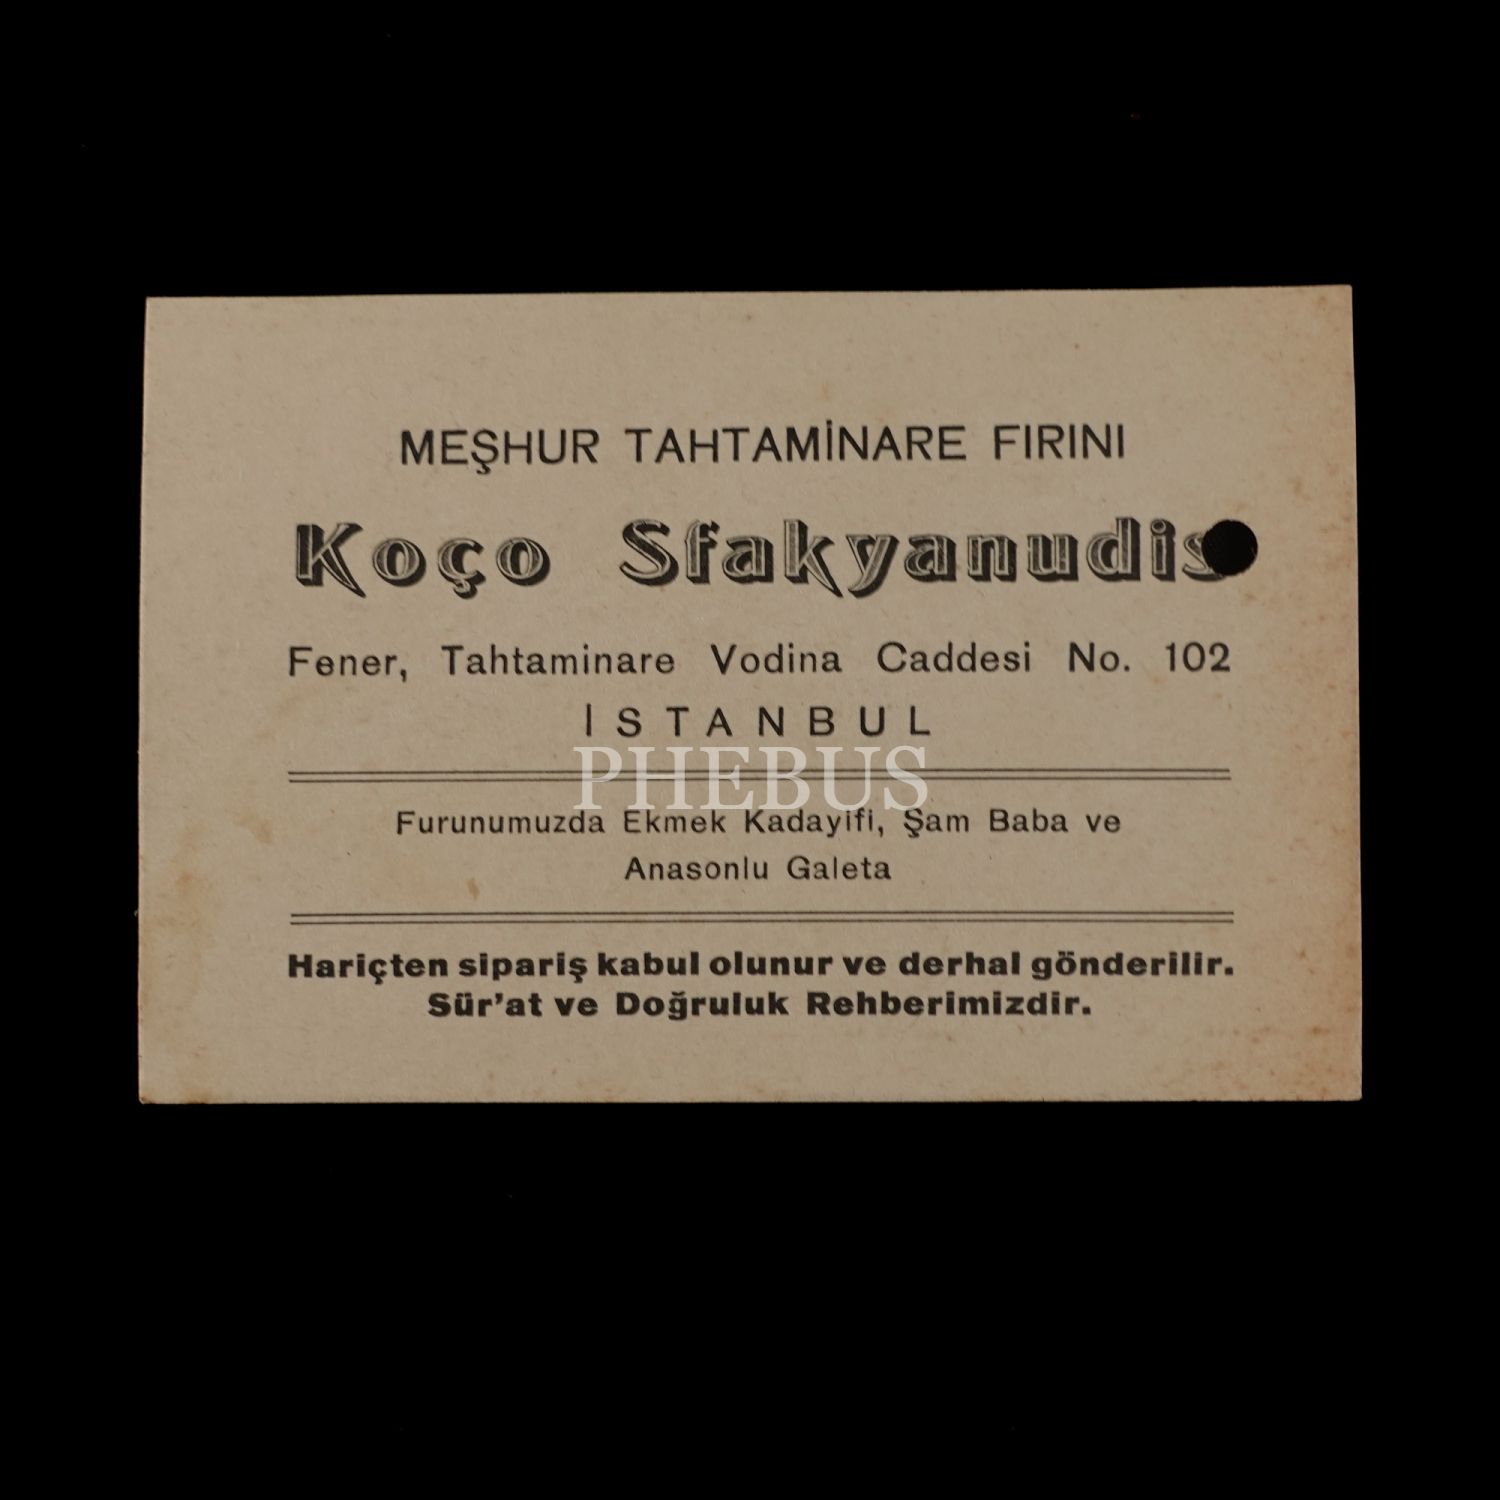 MEŞHUR TAHTAMİNARE FIRINI
Koço Sfakyanudis
Fener, Tahtaminare Vodina Caddesi No. 102
İSTANBUL
PHEBUS
Furunumuzda Ekmek Kadayifi, Şam Baba ve
Anasonlu Galeta
Hariçten sipariş kabul olunur ve derhal gönderilir.
Sür'at ve Doğruluk Rehberimizdir.